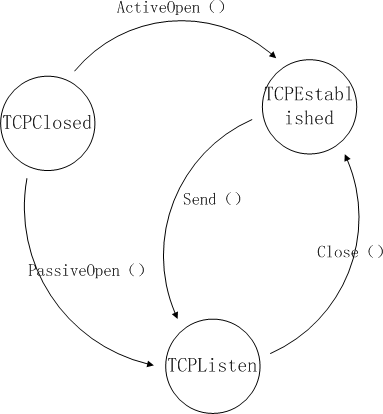 ActiveOpen（）
TCPClosed
TCPEstabl
ished
Send（）
Close（）
PassiveOpen（）
TCPListen